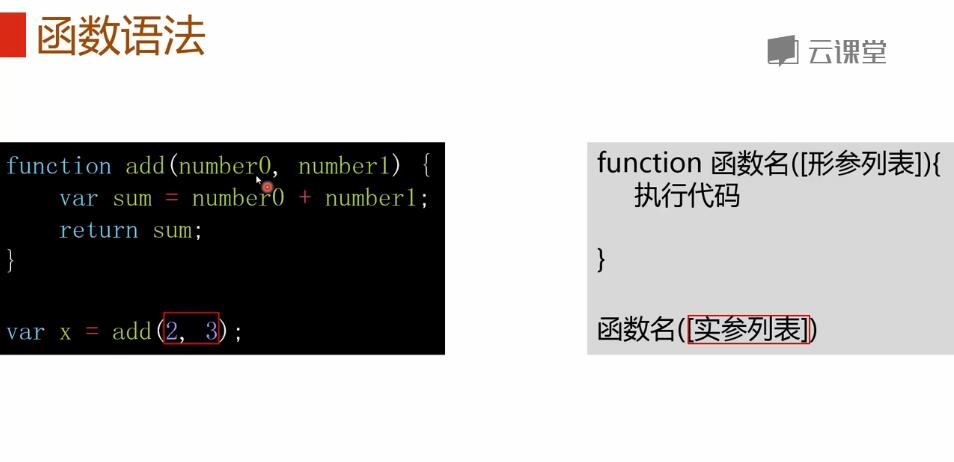 函数语法
云课堂
function add(number0, number1) {
var sum = number0 + number1;
return sum;
}
var x = add(2, 3);
function 函数名([形参列表]){
执行代码
}
函数名([实参列表])